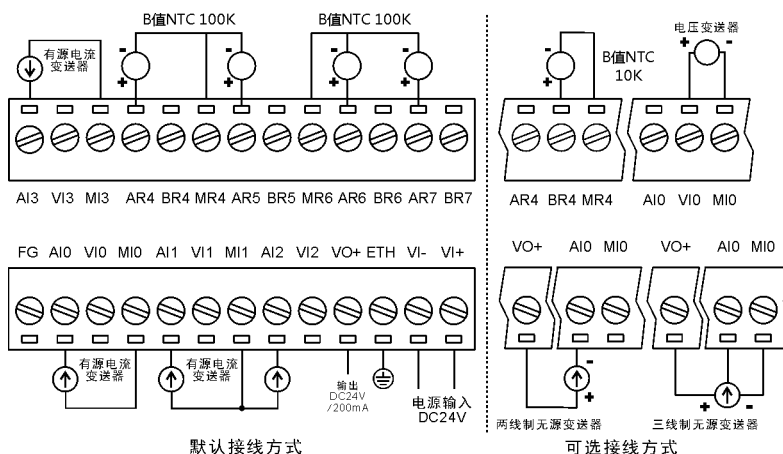 B值NTC 100K
B值NTC 100K
有源电流
变送器
- + - +
- + - +
AI3 VI3 MI3 AR4 BR4 MR4 AR5 BR5 MR6 AR6 BR6 AR7 BR7
FG AI0 VI0 MI0 AI1 VI1 MI1 AI2 VI2 VO+ ETH VI- VI+
有源电流
变送器
有源电流
变送器
输出
DC24V
/200mA
电源输入
DC24V
默认接线方式
电压变送器
+ -
- +
B值NTC
10K
AR4 BR4 MR4 AI0 VI0 MI0
VO+ AI0 MI0 VO+ AI0 MI0
- +
+ -
两线制无源变送器
三线制无源变送器
可选接线方式